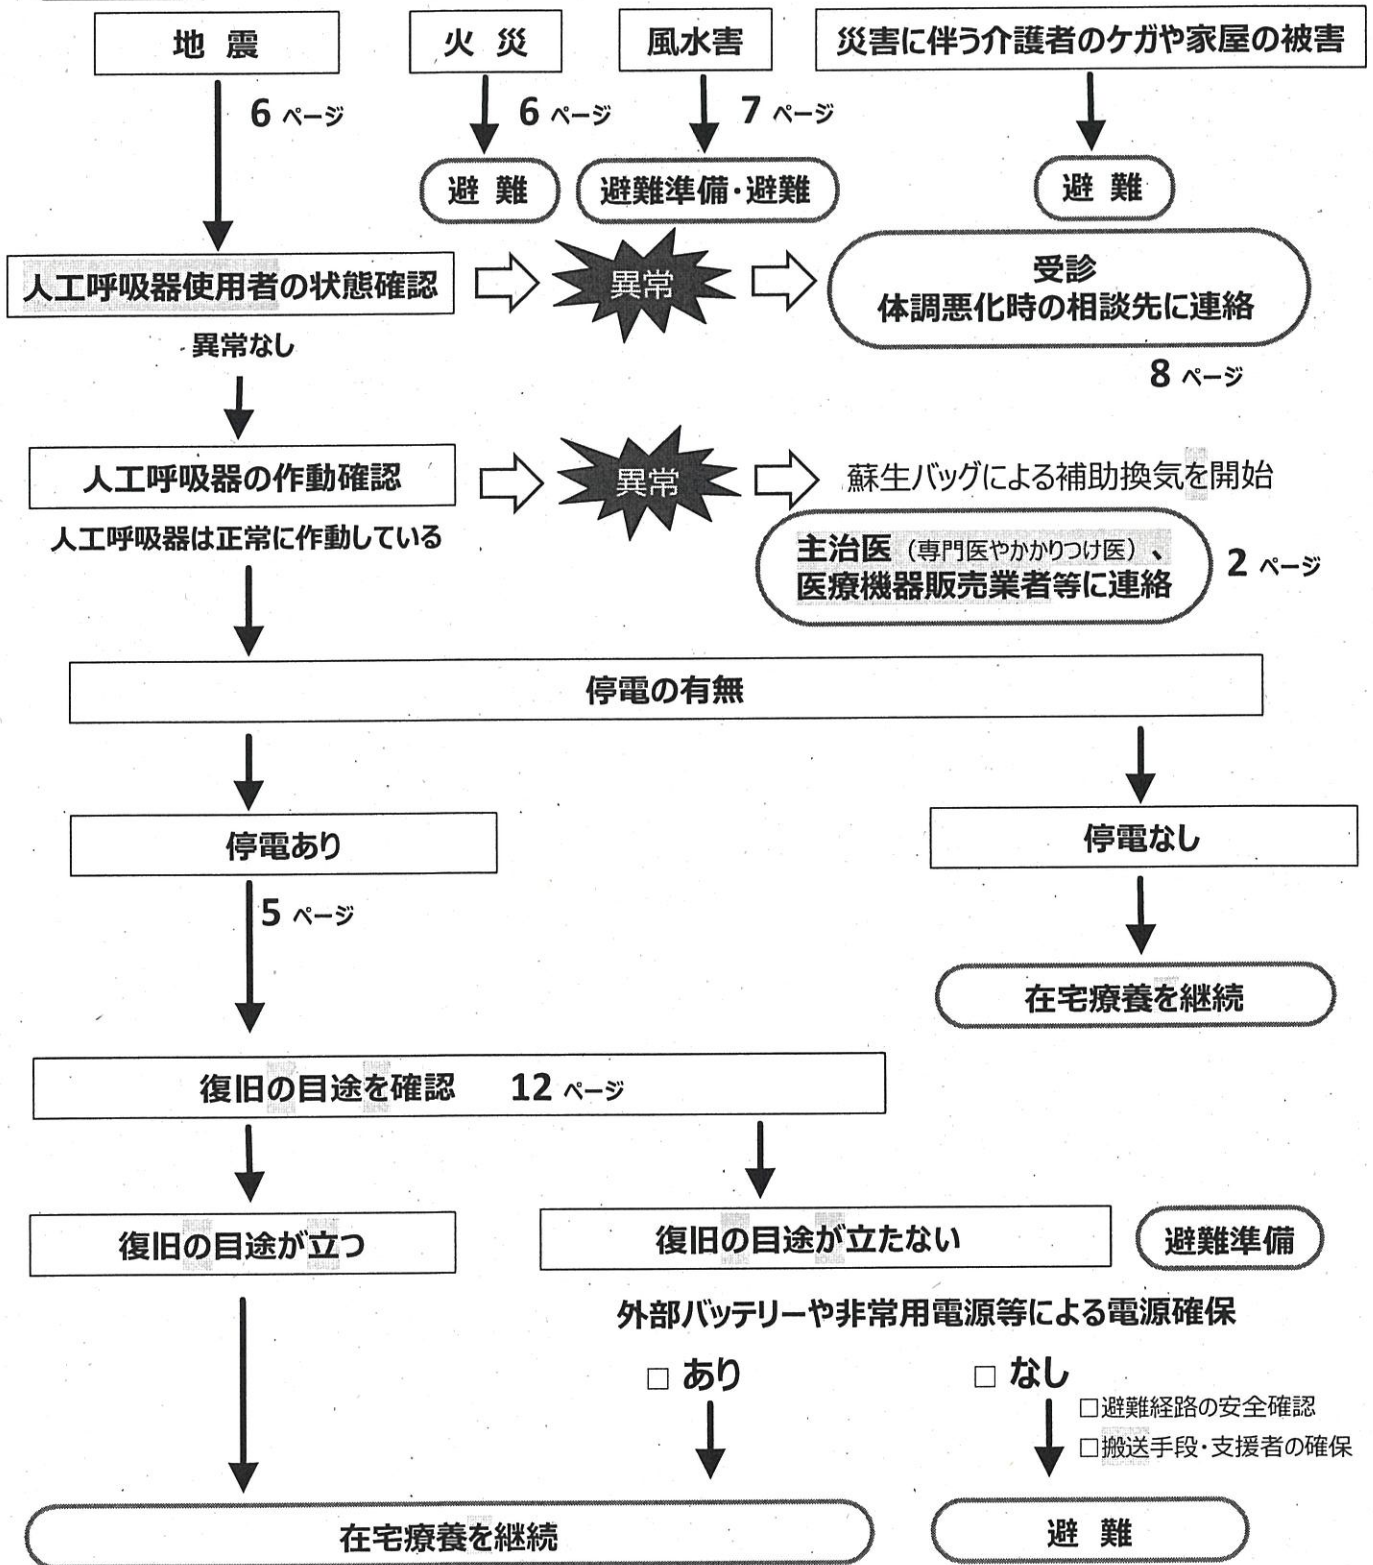 地 震
火 災
風水害
災害に伴う介護者のケガや家屋の被害
6 ページ
6 ページ
7 ページ
避 難
避難準備・避難
避 難
人工呼吸器使用者の状態確認
異常
受診
体調悪化時の相談先に連絡
異常なし
8 ページ
人工呼吸器の作動確認
異常
蘇生バッグによる補助換気を開始
人工呼吸器は正常に作動している
主治医（専門医やかかりつけ医）、
医療機器販売業者等に連絡
2 ページ
停電の有無
停電あり
停電なし
5 ページ
在宅療養を継続
復旧の目途を確認 12 ページ
復旧の目途が立つ
復旧の目途が立たない
避難準備
外部バッテリーや非常用電源等による電源確保
□ あり
□ なし
□避難経路の安全確認
□搬送手段・支援者の確保
在宅療養を継続
避 難